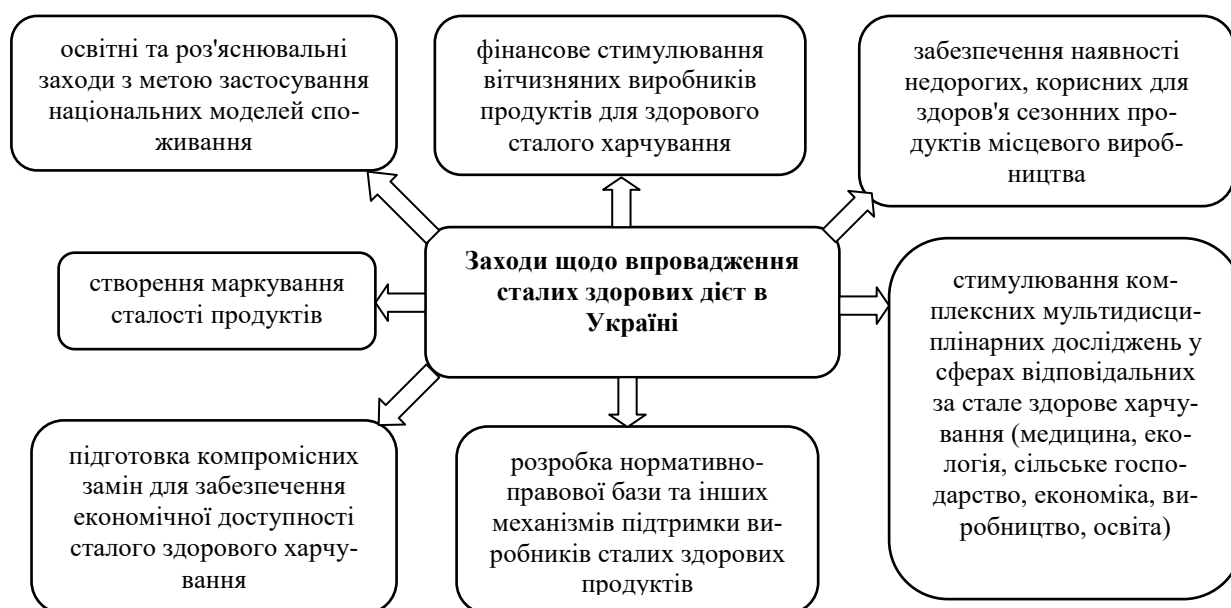 освітні та роз'яснювальні
заходи з метою застосування
національних моделей спо-
живання
фінансове стимулювання
вітчизняних виробників
продуктів для здорового
сталого харчування
забезпечення наявності
недорогих, корисних для
здоров'я сезонних про-
дуктів місцевого вироб-
ництва
створення маркування
сталості продуктів
Заходи щодо впровадження
сталих здорових дієт в
Україні
стимулювання ком-
плексних мультидисци-
плінарних досліджень у
сферах відповідальних
за стале здорове харчу-
вання (медицина, еко-
логія, сільське госпо-
дарство, економіка, ви-
робництво, освіта)
підготовка компромісних
замін для забезпечення
економічної доступності
сталого здорового харчу-
вання
розробка нормативно-
правової бази та інших
механізмів підтримки ви-
робників сталих здорових
продуктів